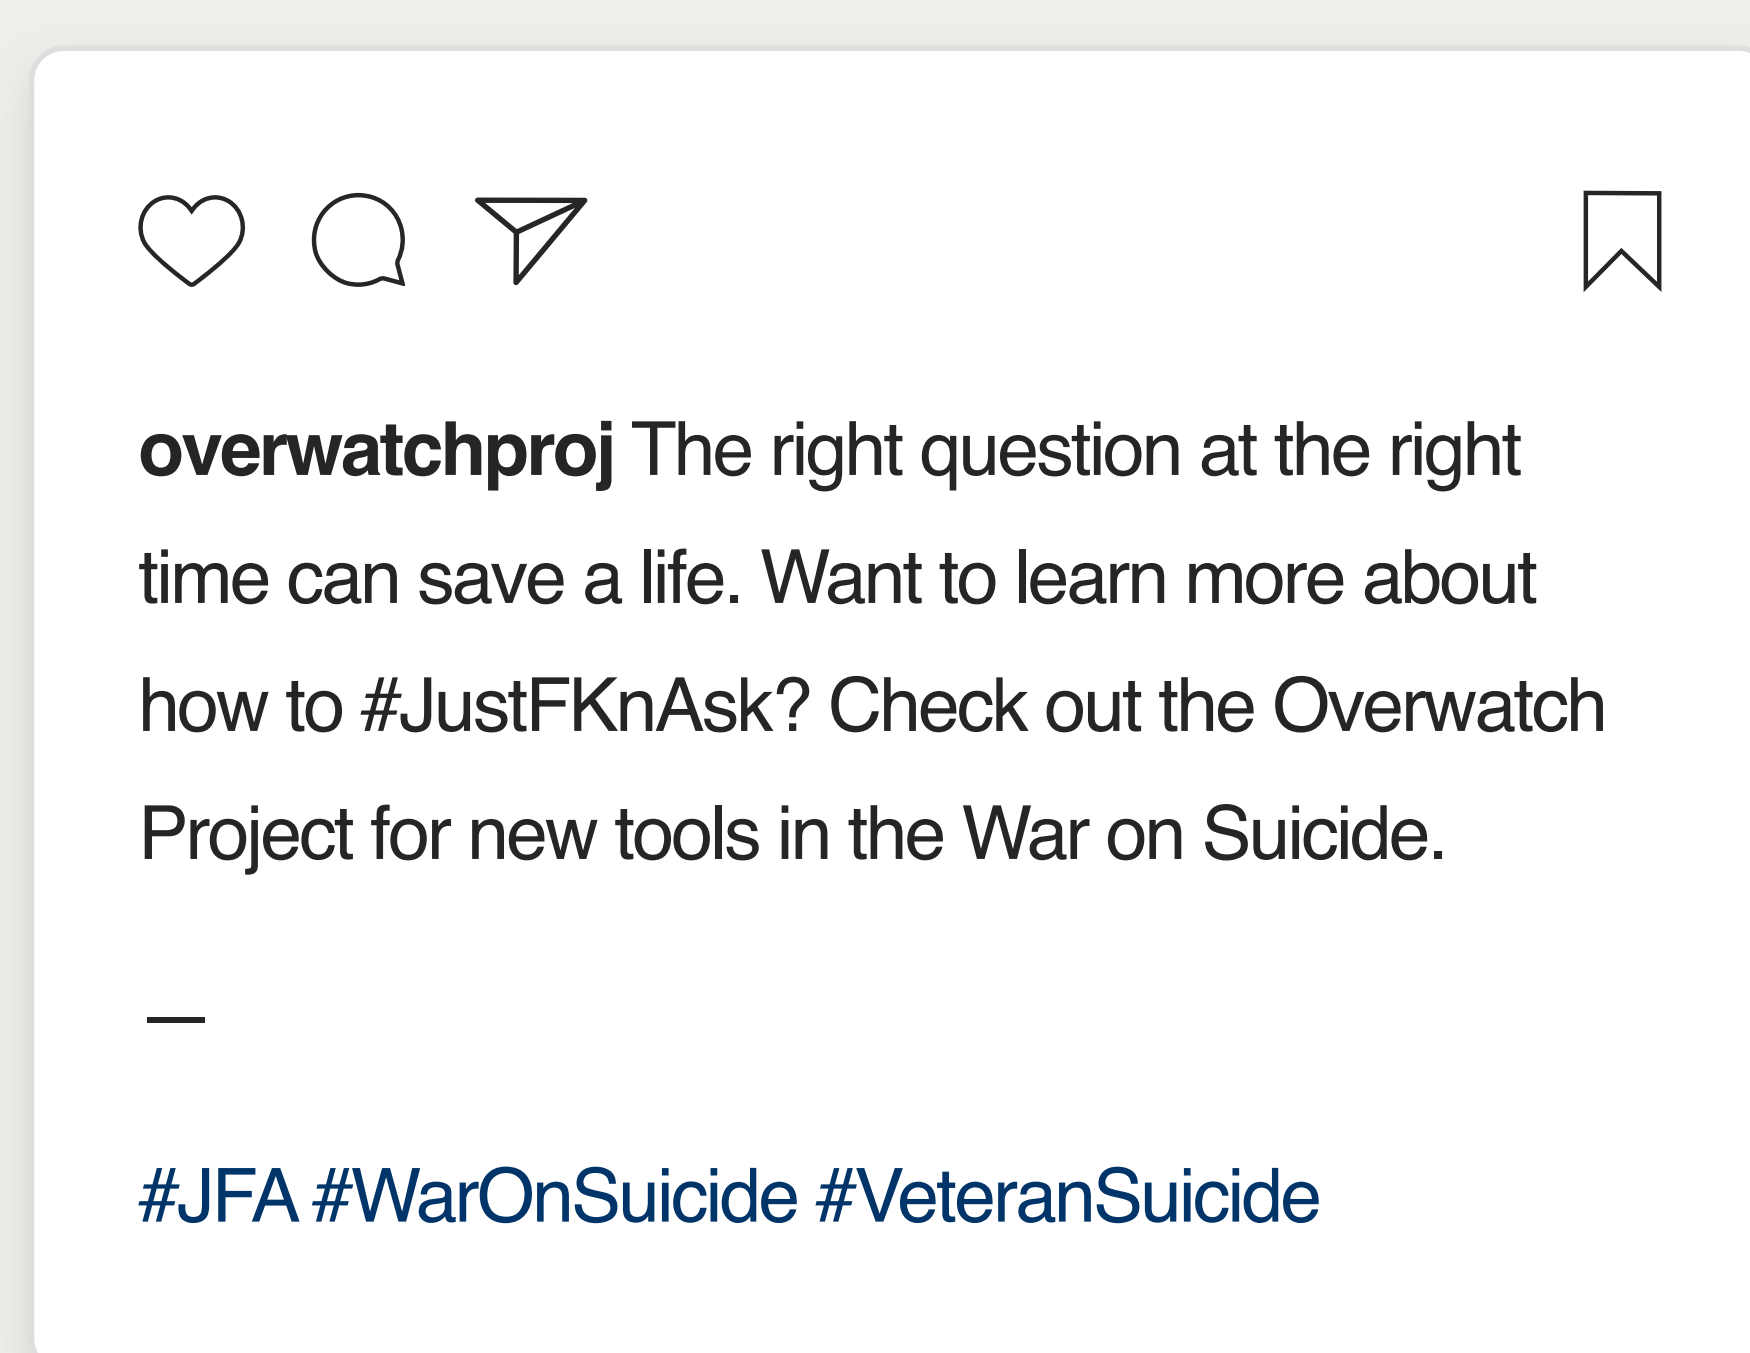 overwatchproj The right question at the right
time can save a life. Want to learn more about
how to #JustFKnAsk? Check out the Overwatch
Project for new tools in the War on Suicide.
—
#JFA #WarOnSuicide #VeteranSuicide